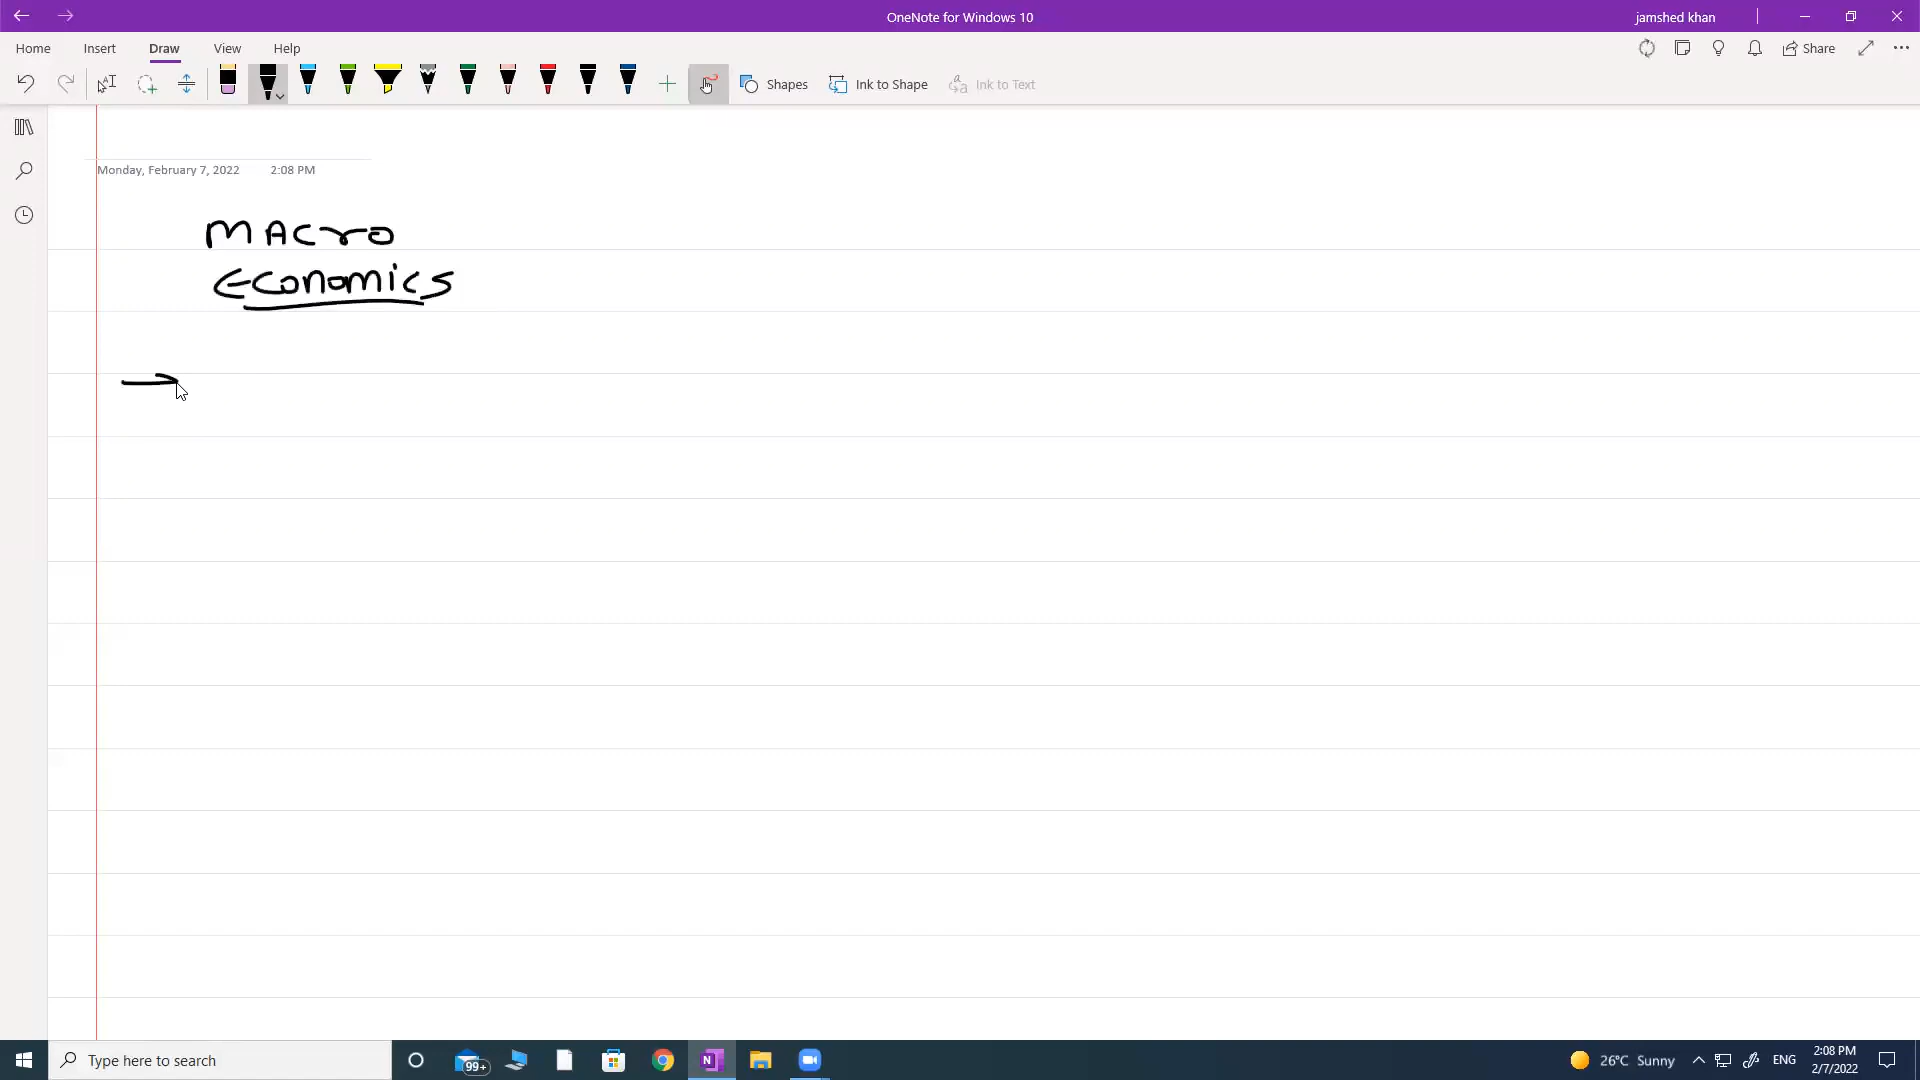 OneNote for Windows 10
jamshed khan
Home Insert Draw View Help
Share
Shapes Ink to Shape Ink to Text
Monday, February 7, 2022 2:08 PM
MAcro
Economics
Type here to search
99+
N
26°C Sunny
ENG
2:08 PM
2/7/2022